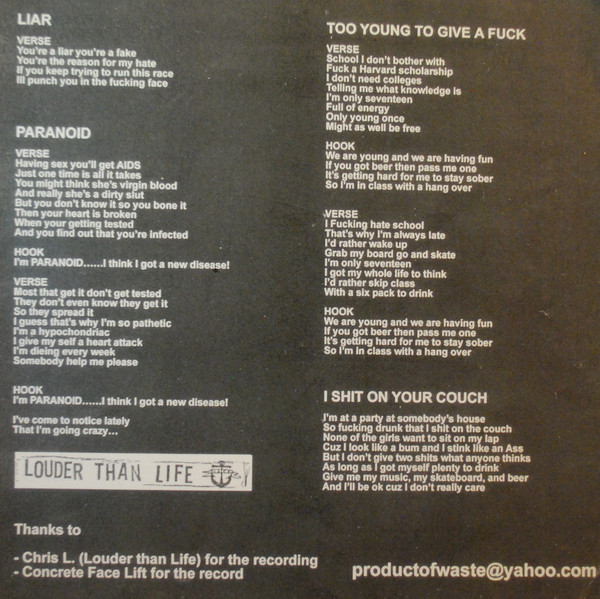 LIAR
VERSE
You're a liar you're a fake
You're the reason for my hate
If you keep trying to run this race
Ill punch you in the fucking face
PARANOID
VERSE
Having sex you'll get AIDS
Just one time is all it takes
You might think she's virgin blood
And really she's a dirty slut
But you don't know it so you bone it
Then your heart is broken
When your getting tested
And you find out that you're infected
HOOK
I'm PARANOID......I think I got a new disease!
VERSE
Most that get it don't get tested
They don't even know they get it
So they spread it
I guess that's why I'm so pathetic
I'm a hypochondriac
I give my self a heart attack
I'm dieing every week
Somebody help me please
HOOK
I'm PARANOID......I think I got a new disease!
I've come to notice lately
That I'm going crazy...
LOUDER THAN LIFE
Thanks to
- Chris L. (Louder than Life) for the recording
- Concrete Face Lift for the record
TOO YOUNG TO GIVE A FUCK
VERSE
School I don't bother with
Fuck a Harvard scholarship
I don't need colleges
Telling me what knowledge is
I'm only seventeen
Full of energy
Only young once
Might as well be free
HOOK
We are young and we are having fun
If you got beer then pass me one
It's getting hard for me to stay sober
So I'm in class with a hang over
VERSE
I Fucking hate school
That's why I'm always late
I'd rather wake up
Grab my board go and skate
I'm only seventeen
I got my whole life to think
I'd rather skip class
With a six pack to drink
HOOK
We are young and we are having fun
If you got beer then pass me one
It's getting hard for me to stay sober
So I'm in class with a hang over
I SHIT ON YOUR COUCH
I'm at a party at somebody's house
So fucking drunk that I shit on the couch
None of the girls want to sit on my lap
Cuz I look like a bum and I stink like an Ass
But I don't give two shits what anyone thinks
As long as I got myself plenty to drink
Give me my music, my skateboard, and beer
And I'll be ok cuz I don't really care
productofwaste@yahoo.com